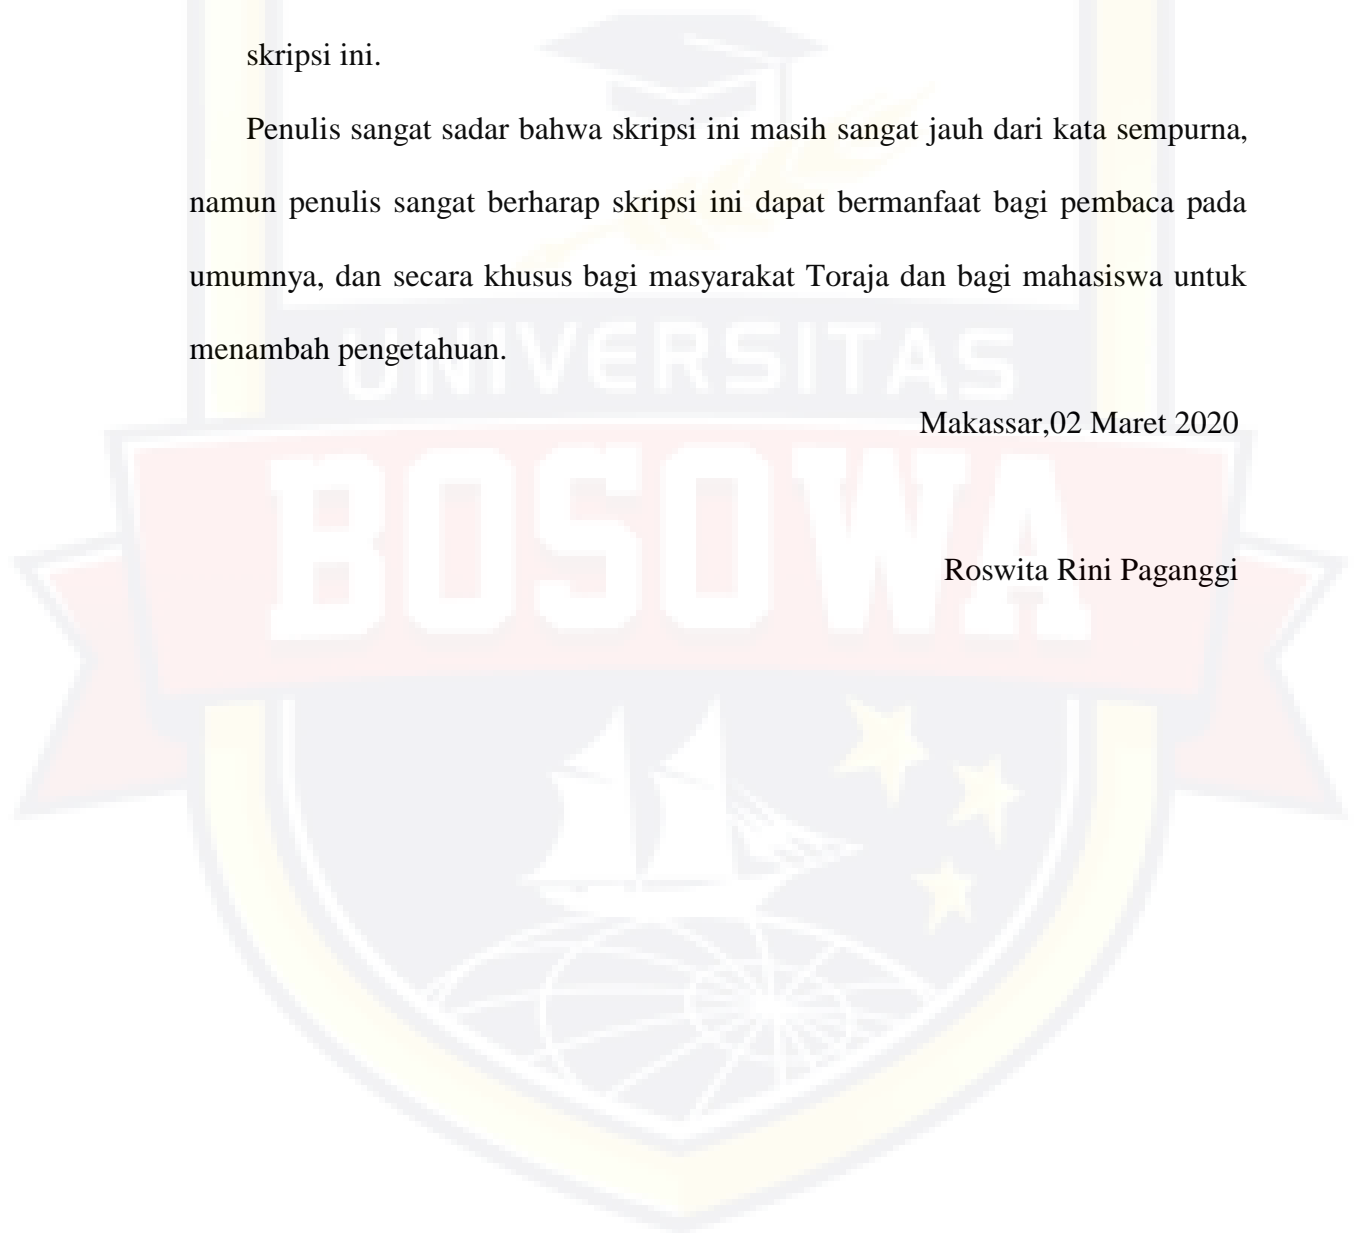 skripsi ini.
Penulis sangat sadar bahwa skripsi ini masih sangat jauh dari kata sempurna,
namun penulis sangat berharap skripsi ini dapat bermanfaat bagi pembaca pada
umumnya, dan secara khusus bagi masyarakat Toraja dan bagi mahasiswa untuk
UNIVERSITAS
menambah pengetahuan.
Makassar,02 Maret 2020
BOSOWA
Roswita Rini Paganggi